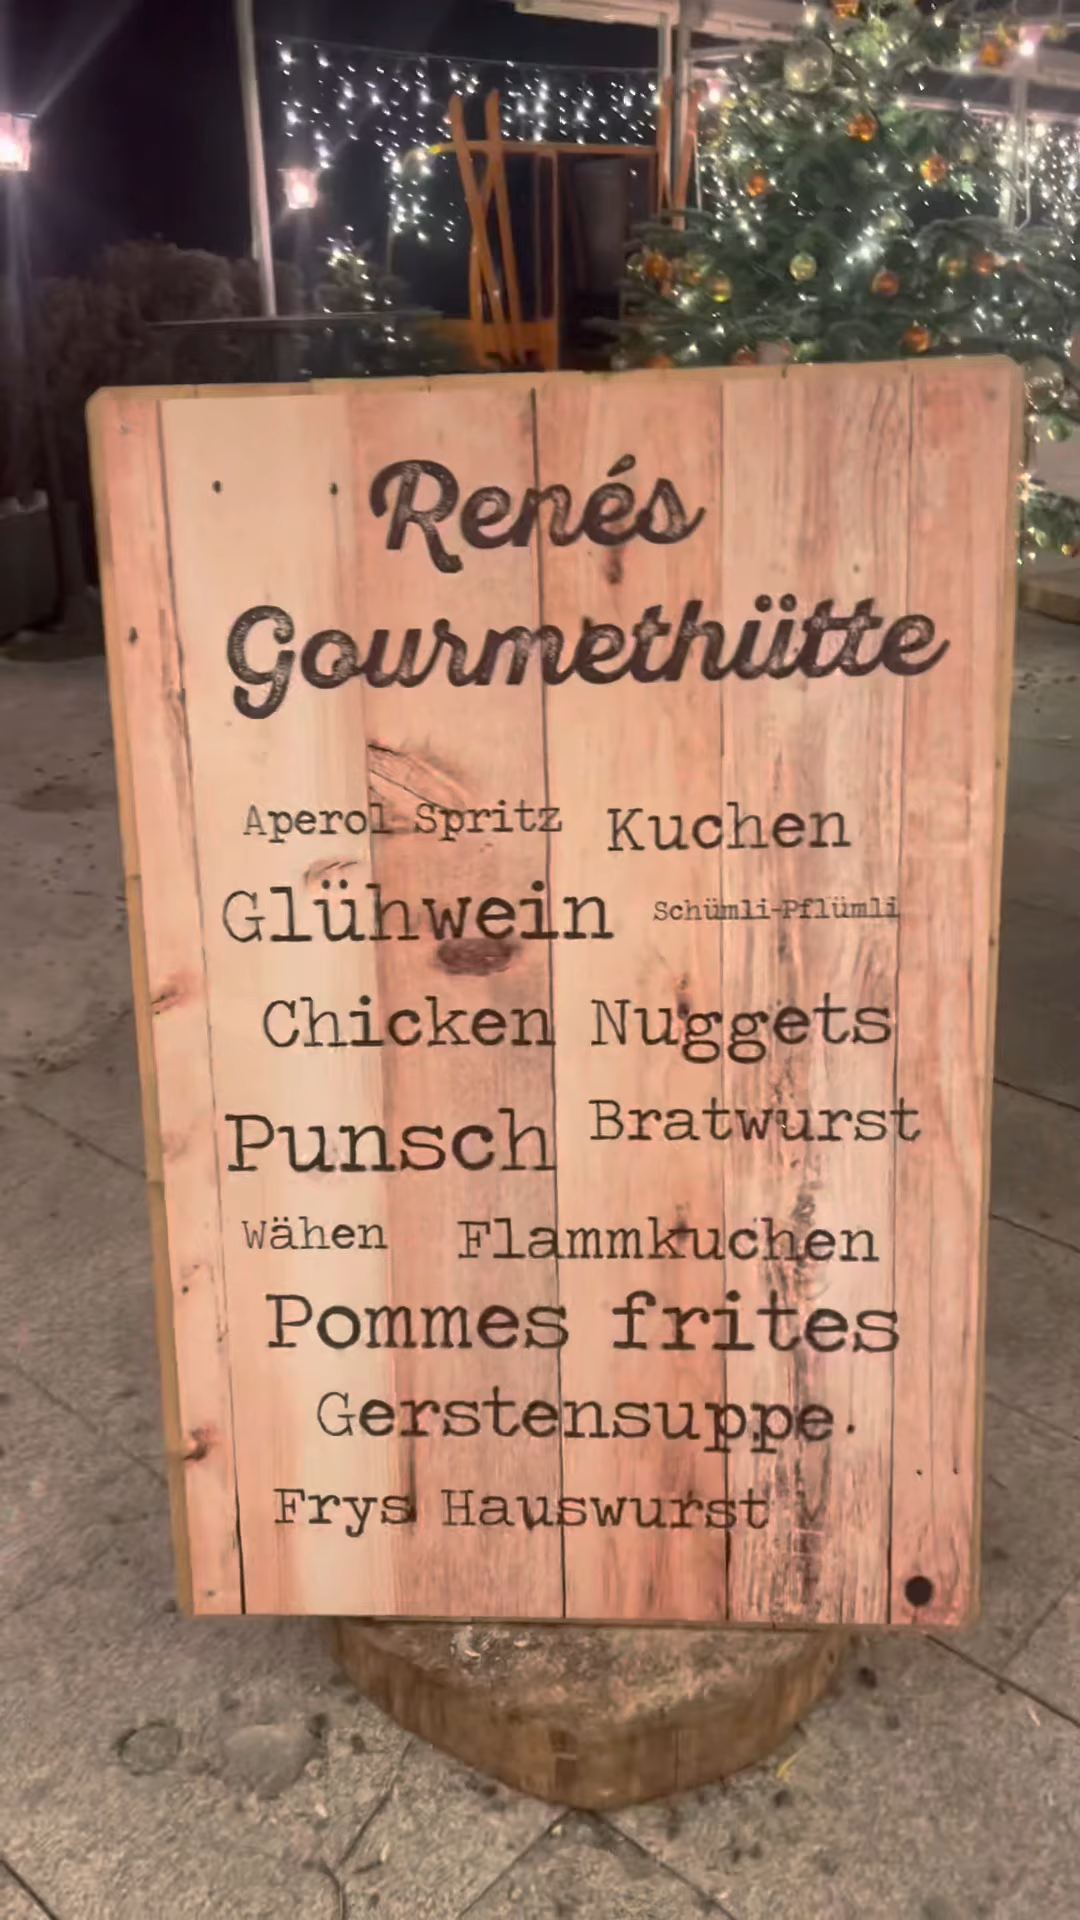 Renés
Gourmethütte
Aperol Spritz Kuchen
Glühwein Schümli-Pflümli
Chicken Nuggets
Punsch Bratwurst
Wähen Flammkuchen
Pommes frites
Gerstensuppe
Frys Hauswurst